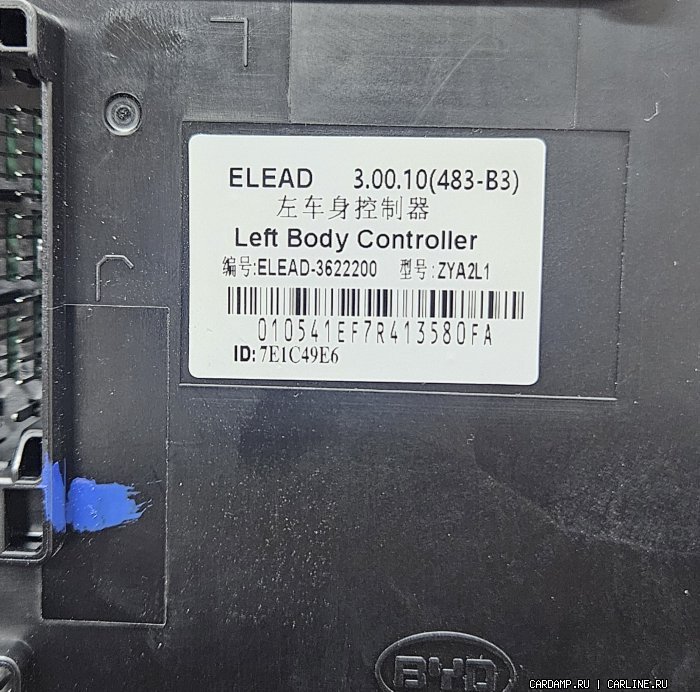 ELEAD 3.00.10(483-B3)
左车身控制器
Left Body Controller
编号:ELEAD-3622200 型号:ZYA2L1
010541EF7R413580FA
ID: 7E1C49E6
BYD
CARDAMP.RU | CARLINE.RU